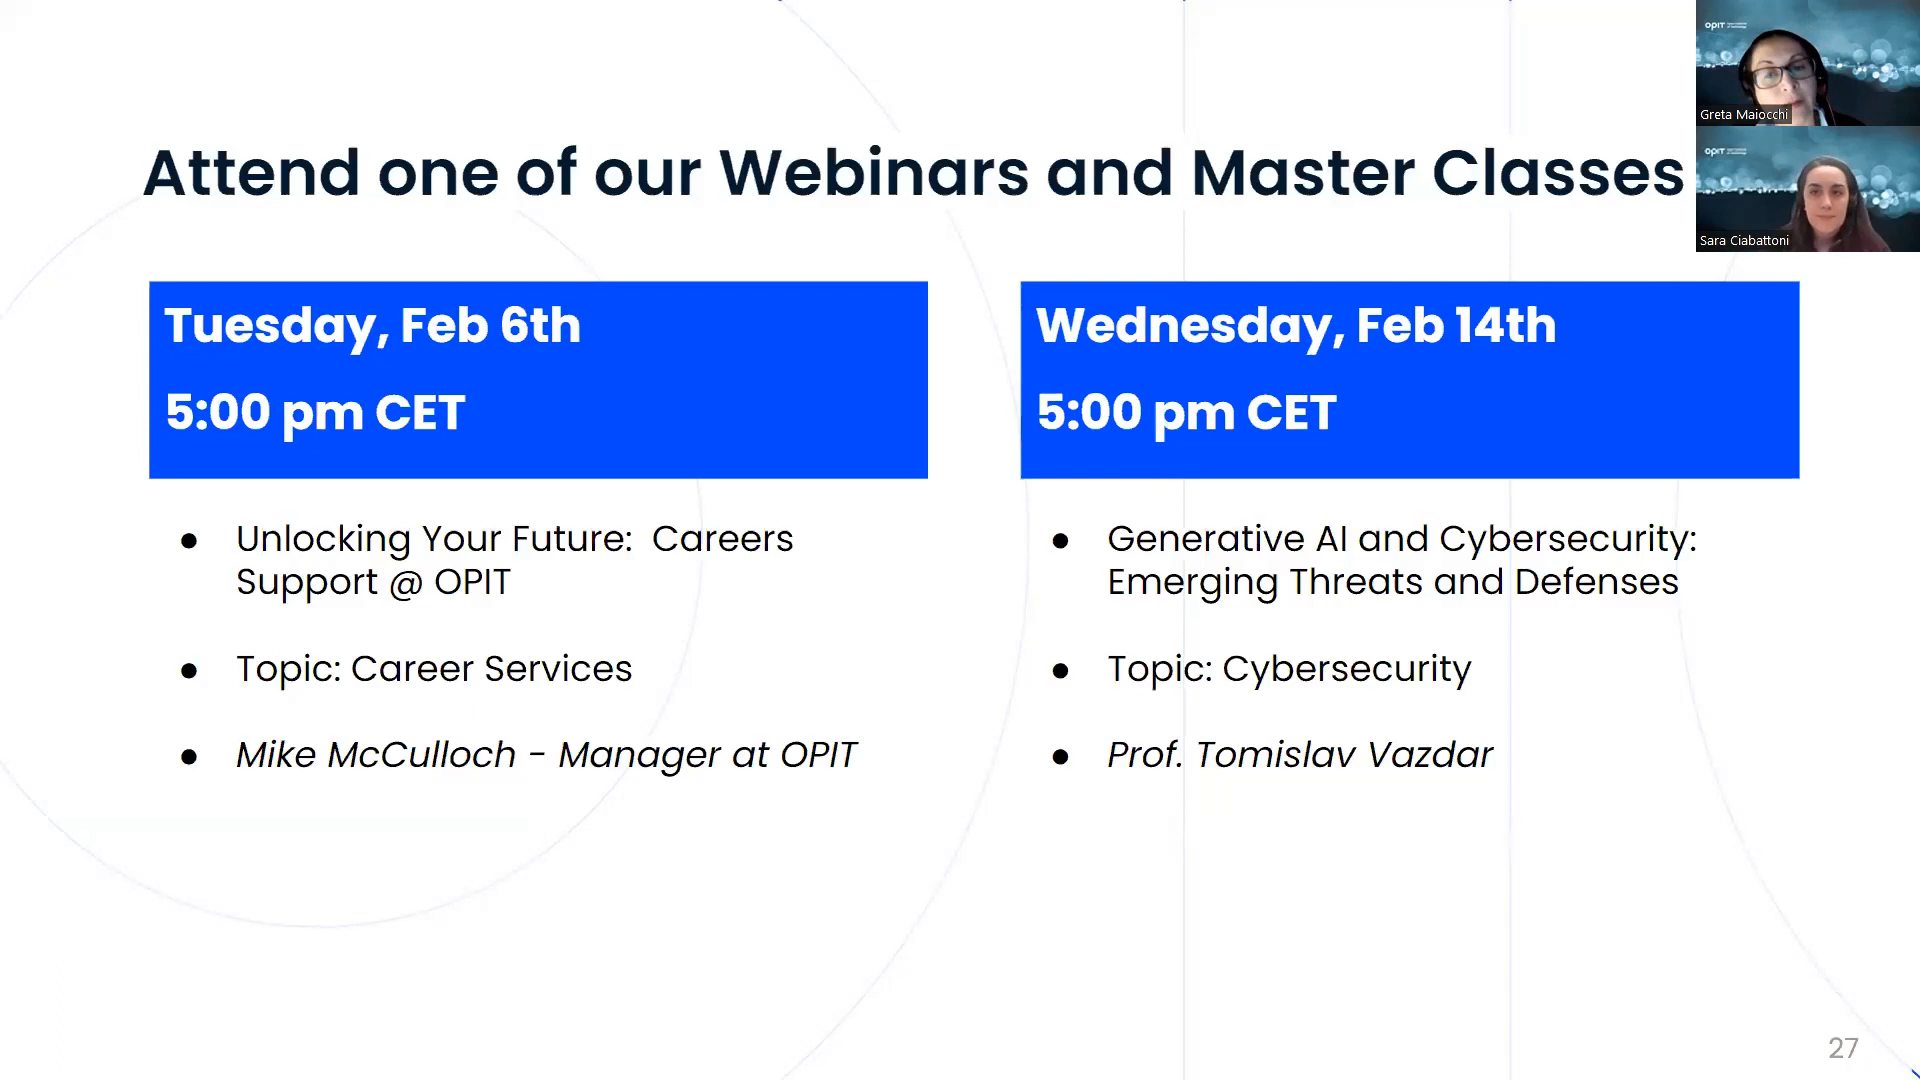 Attend one of our Webinars and Master Classes
Tuesday, Feb 6th
5:00 pm CET
● Unlocking Your Future:  Careers
Support @ OPIT
● Topic: Career Services
● Mike McCulloch - Manager at OPIT
Wednesday, Feb 14th
5:00 pm CET
● Generative AI and Cybersecurity:
Emerging Threats and Defenses
● Topic: Cybersecurity
● Prof. Tomislav Vazdar
OPIT
Greta Maiocchi
OPIT
Sara Ciabattoni
27